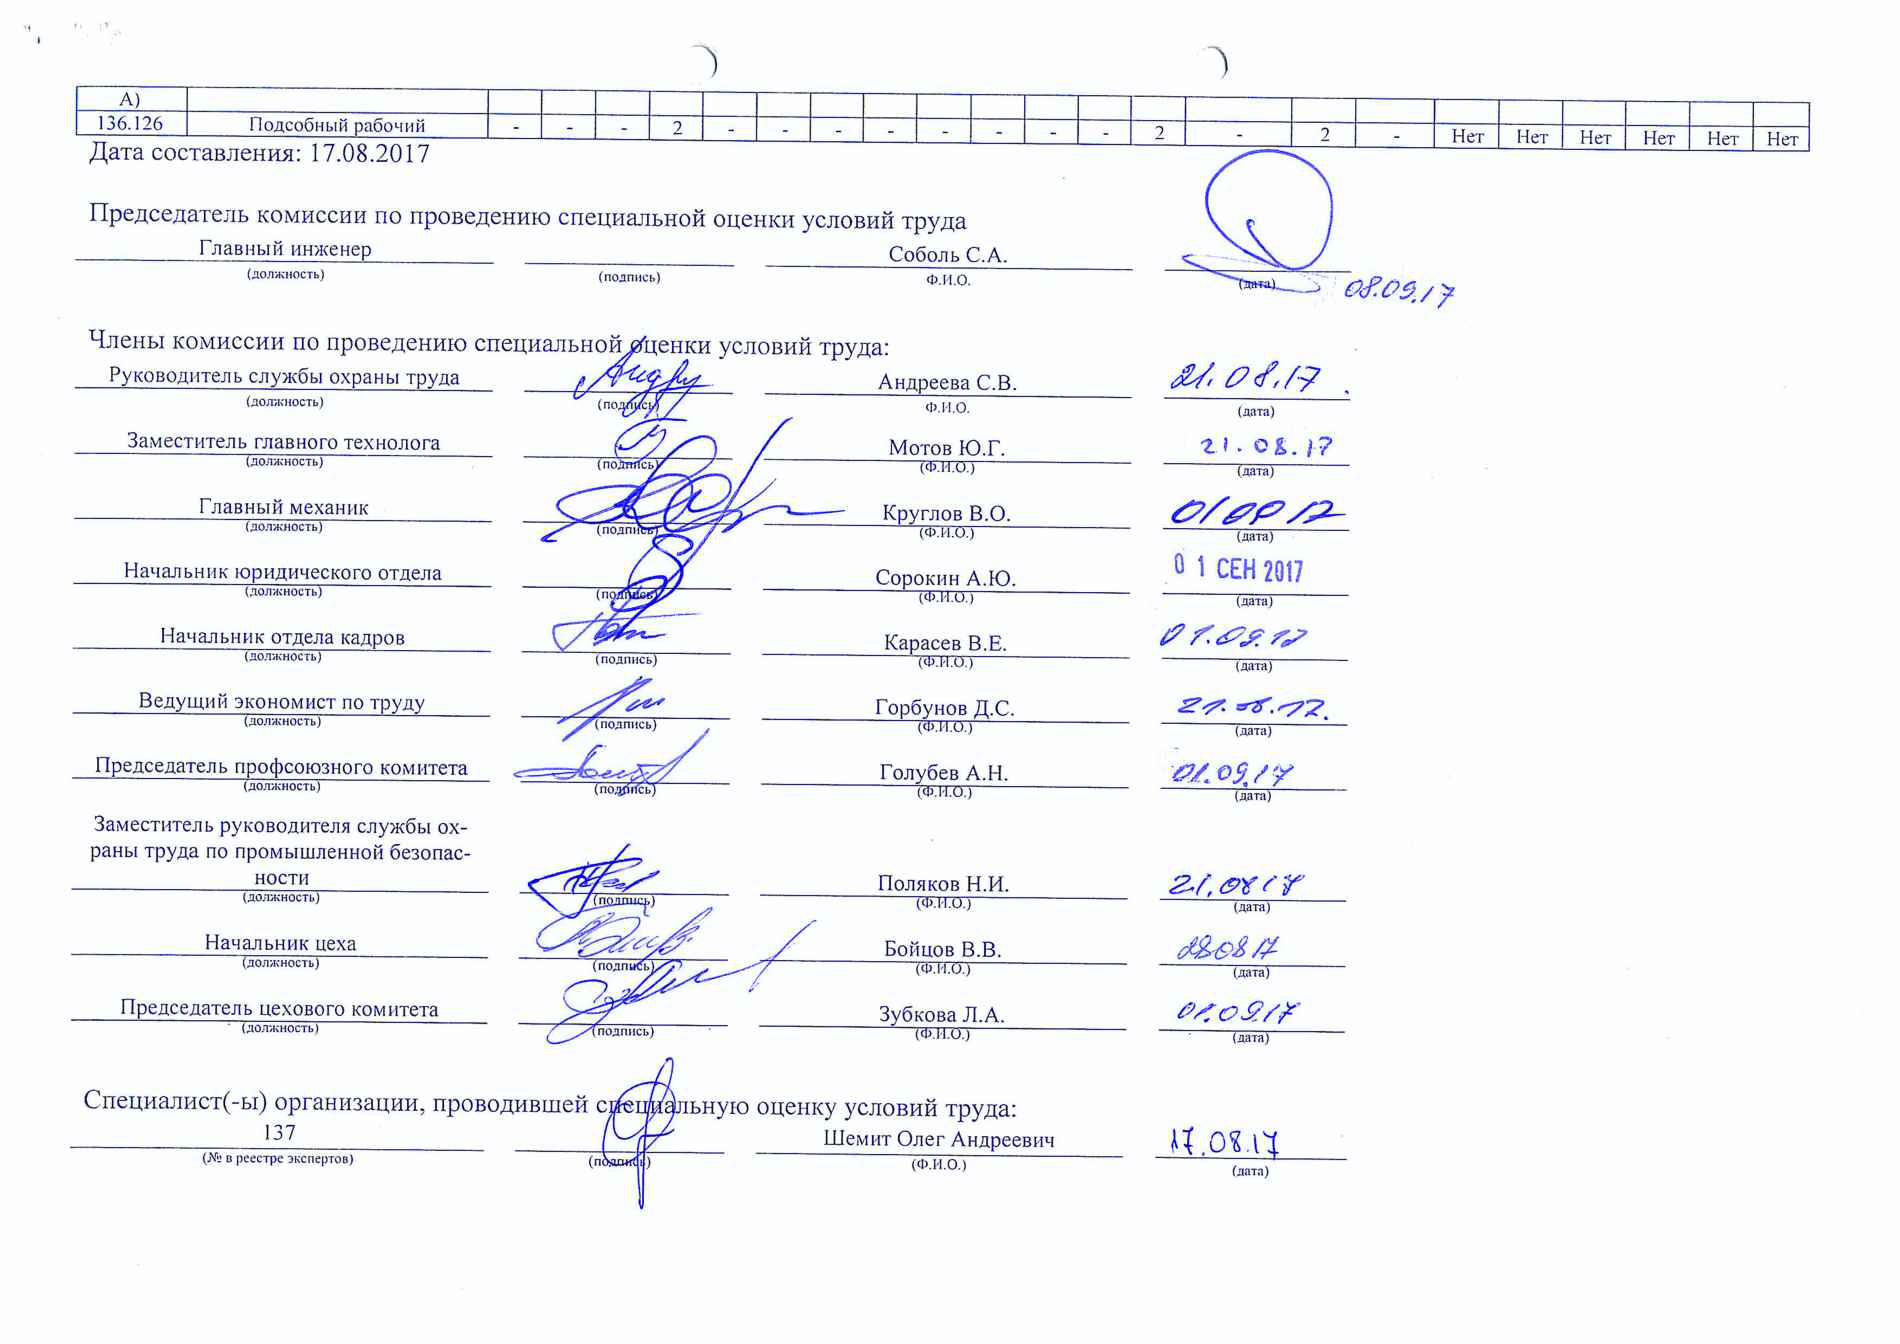 А)
136.126 Подсобный рабочий - - - 2 - - - - - - - - 2 - 2 - Нет Нет Нет Нет Нет Нет
Дата составления: 17.08.2017
Председатель комиссии по проведению специальной оценки условий труда
Главный инженер Соболь С.А.
(должность) (подпись) Ф.И.О. (дата) 08.09.17
Члены комиссии по проведению специальной оценки условий труда:
Руководитель службы охраны труда Андреева С.В. 21.08.17
(должность) (подпись) Ф.И.О. (дата)
Заместитель главного технолога Мотов Ю.Г. 21.08.17
(должность) (подпись) (Ф.И.О.) (дата)
Главный механик Круглов В.О. 01 09 17
(должность) (подпись) (Ф.И.О.) (дата)
Начальник юридического отдела Сорокин А.Ю. 01 СЕН 2017
(должность) (подпись) (Ф.И.О.) (дата)
Начальник отдела кадров Карасев В.Е. 01.09.17
(должность) (подпись) (Ф.И.О.) (дата)
Ведущий экономист по труду Горбунов Д.С. 21.08.17.
(должность) (подпись) (Ф.И.О.) (дата)
Председатель профсоюзного комитета Голубев А.Н. 01.09.17
(должность) (подпись) (Ф.И.О.) (дата)
Заместитель руководителя службы ох-
раны труда по промышленной безопас-
ности Поляков Н.И. 21.08 17
(должность) (подпись) (Ф.И.О.) (дата)
Начальник цеха Бойцов В.В. 280817
(должность) (подпись) (Ф.И.О.) (дата)
Председатель цехового комитета Зубкова Л.А. 01.09.17
(должность) (подпись) (Ф.И.О.) (дата)
Специалист(-ы) организации, проводившей специальную оценку условий труда:
137 Шемит Олег Андреевич 17.08.17
(№ в реестре экспертов) (подпись) (Ф.И.О.) (дата)